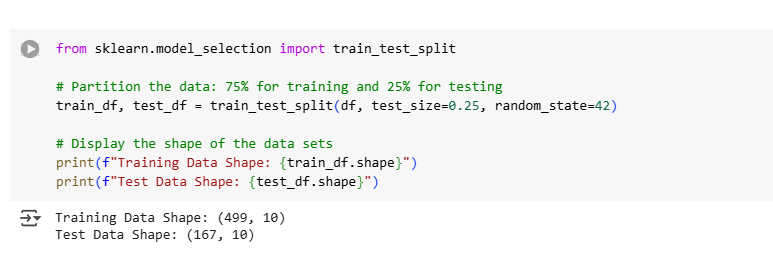 from sklearn.model_selection import train_test_split
# Partition the data: 75% for training and 25% for testing
train_df, test_df = train_test_split(df, test_size=0.25, random_state=42)
# Display the shape of the data sets
print(f"Training Data Shape: {train_df.shape}")
print(f"Test Data Shape: {test_df.shape}")
Training Data Shape: (499, 10)
Test Data Shape: (167, 10)